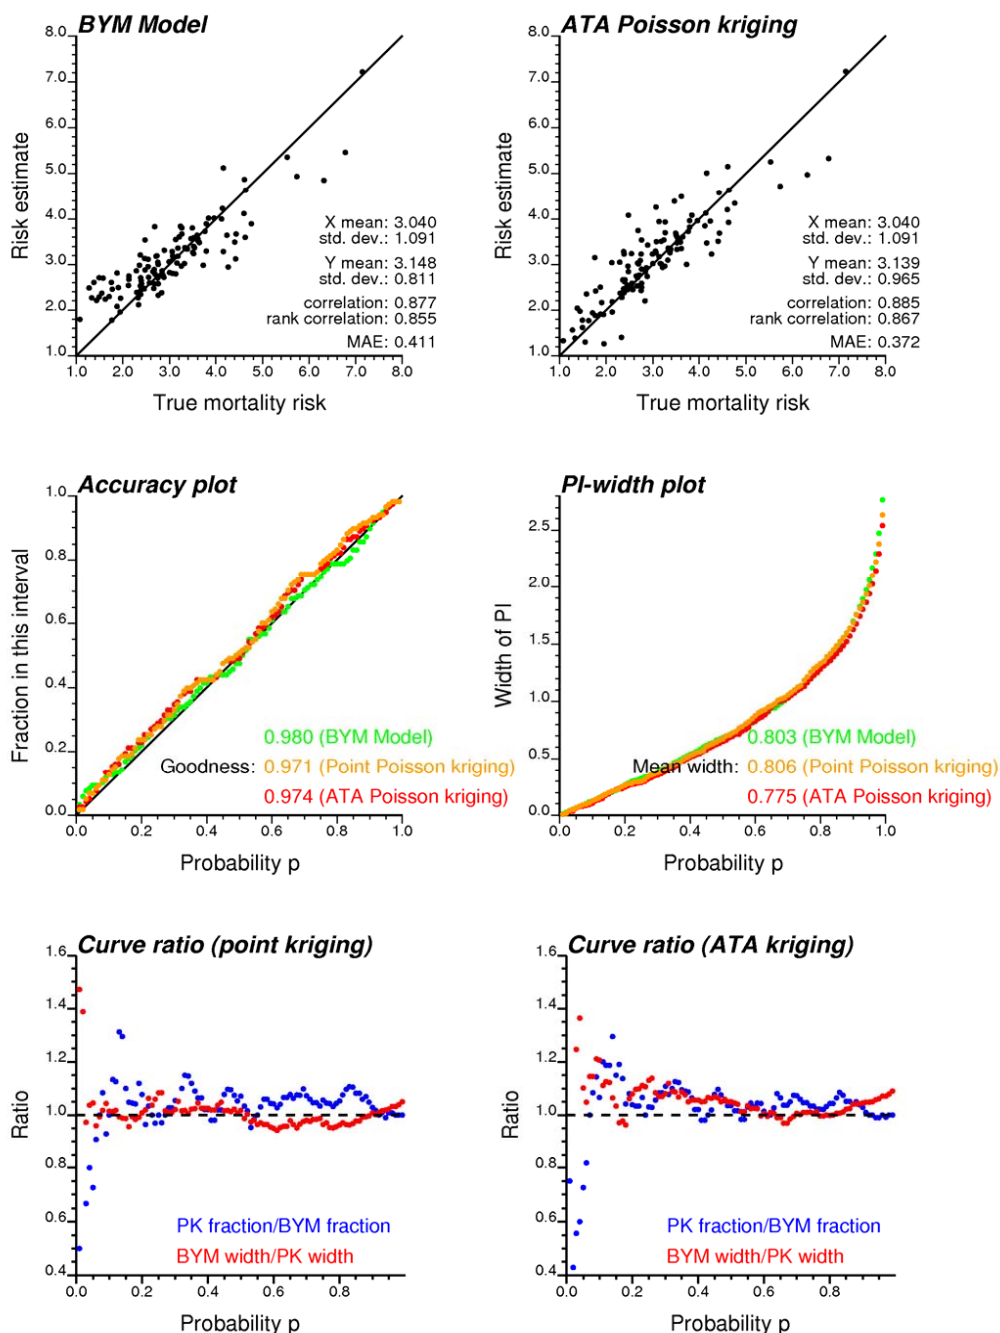 BYM Model
8.0
7.0
6.0
5.0
4.0
3.0
2.0
1.0
Risk estimate
X mean: 3.040
std. dev.: 1.091
Y mean: 3.148
std. dev.: 0.811
correlation: 0.877
rank correlation: 0.855
MAE: 0.411
1.0 2.0 3.0 4.0 5.0 6.0 7.0 8.0
True mortality risk
ATA Poisson kriging
8.0
7.0
6.0
5.0
4.0
3.0
2.0
1.0
Risk estimate
X mean: 3.040
std. dev.: 1.091
Y mean: 3.139
std. dev.: 0.965
correlation: 0.885
rank correlation: 0.867
MAE: 0.372
1.0 2.0 3.0 4.0 5.0 6.0 7.0 8.0
True mortality risk
Accuracy plot
1.0
0.8
0.6
0.4
0.2
0.0
Fraction in this interval
0.980 (BYM Model)
Goodness: 0.971 (Point Poisson kriging)
0.974 (ATA Poisson kriging)
0.0 0.2 0.4 0.6 0.8 1.0
Probability p
PI-width plot
2.5
2.0
1.5
1.0
0.5
0.0
Width of PI
0.803 (BYM Model)
Mean width: 0.806 (Point Poisson kriging)
0.775 (ATA Poisson kriging)
0.0 0.2 0.4 0.6 0.8 1.0
Probability p
Curve ratio (point kriging)
1.6
1.4
1.2
1.0
0.8
0.6
0.4
Ratio
PK fraction/BYM fraction
BYM width/PK width
0.0 0.2 0.4 0.6 0.8
Probability p
Curve ratio (ATA kriging)
1.6
1.4
1.2
1.0
0.8
0.6
0.4
Ratio
PK fraction/BYM fraction
BYM width/PK width
0.0 0.2 0.4 0.6 0.8
Probability p